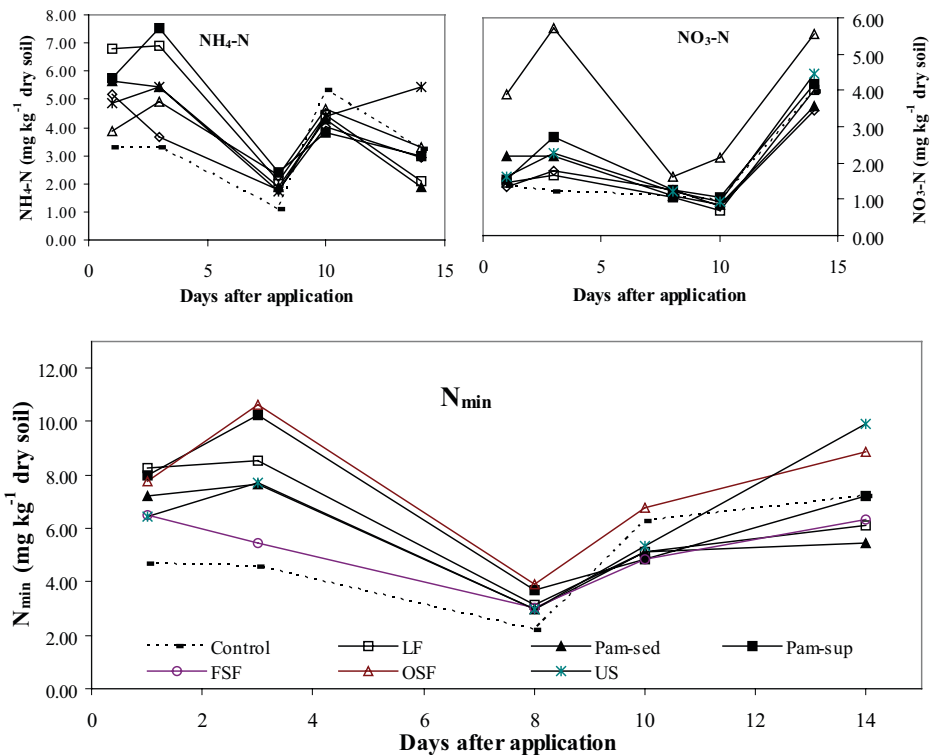 NH4-N
NH4-N (mg kg-1 dry soil)
8.00
7.00
6.00
5.00
4.00
3.00
2.00
1.00
0.00
0
5
10
15
Days after application
NO3-N
NO3-N (mg kg-1 dry soil)
6.00
5.00
4.00
3.00
2.00
1.00
0.00
0
5
10
15
Days after application
Nmin
Nmin (mg kg-1 dry soil)
12.00
10.00
8.00
6.00
4.00
2.00
0.00
Control
LF
Pam-sed
Pam-sup
FSF
OSF
US
0
2
4
6
8
10
12
14
Days after application